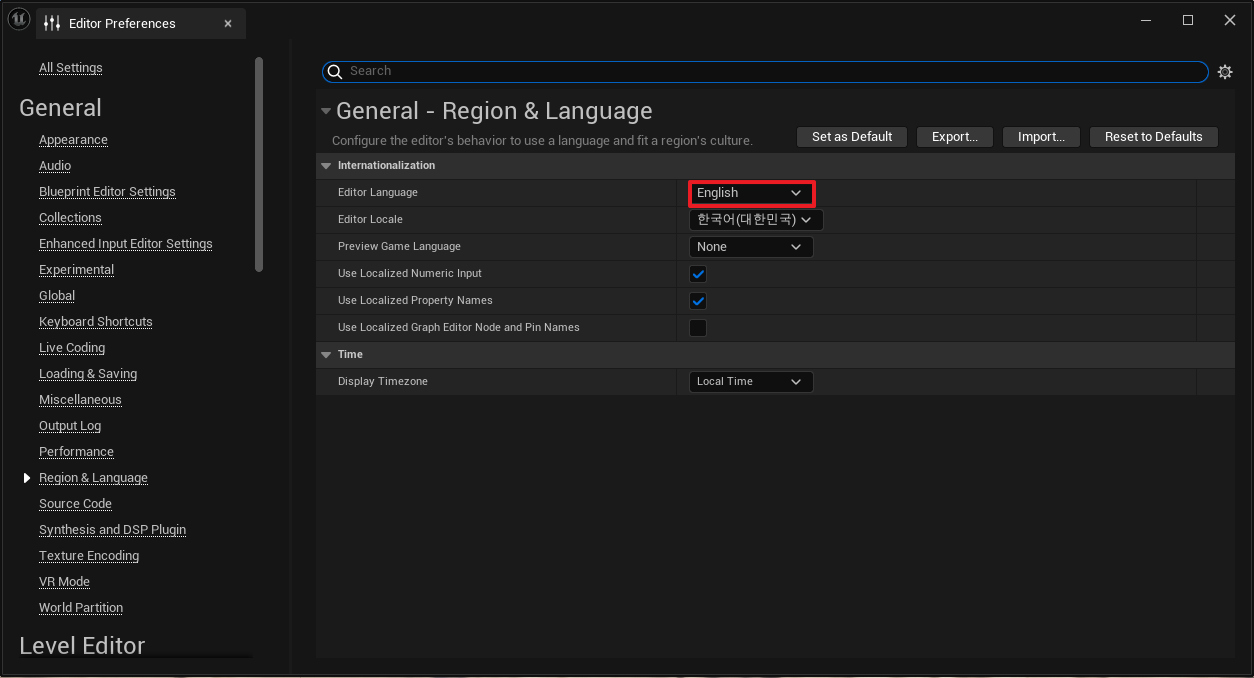 Editor Preferences
All Settings
General
Appearance
Audio
Blueprint Editor Settings
Collections
Enhanced Input Editor Settings
Experimental
Global
Keyboard Shortcuts
Live Coding
Loading & Saving
Miscellaneous
Output Log
Performance
Region & Language
Source Code
Synthesis and DSP Plugin
Texture Encoding
VR Mode
World Partition
Level Editor
Search
General - Region & Language
Configure the editor's behavior to use a language and fit a region's culture.
Set as Default Export... Import... Reset to Defaults
Internationalization
Editor Language English
Editor Locale 한국어(대한민국)
Preview Game Language None
Use Localized Numeric Input
Use Localized Property Names
Use Localized Graph Editor Node and Pin Names
Time
Display Timezone Local Time